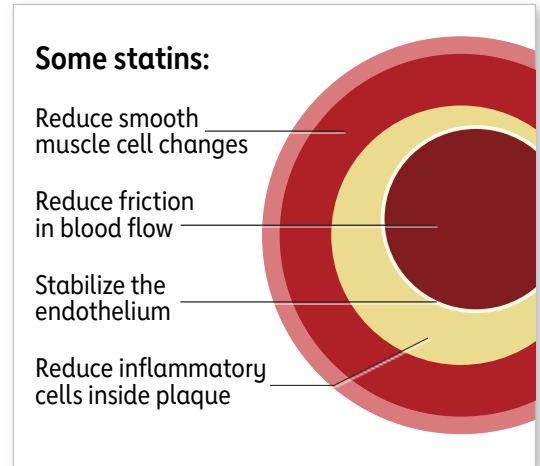 Some statins:
Reduce smooth
muscle cell changes
Reduce friction
in blood flow
Stabilize the
endothelium
Reduce inflammatory
cells inside plaque